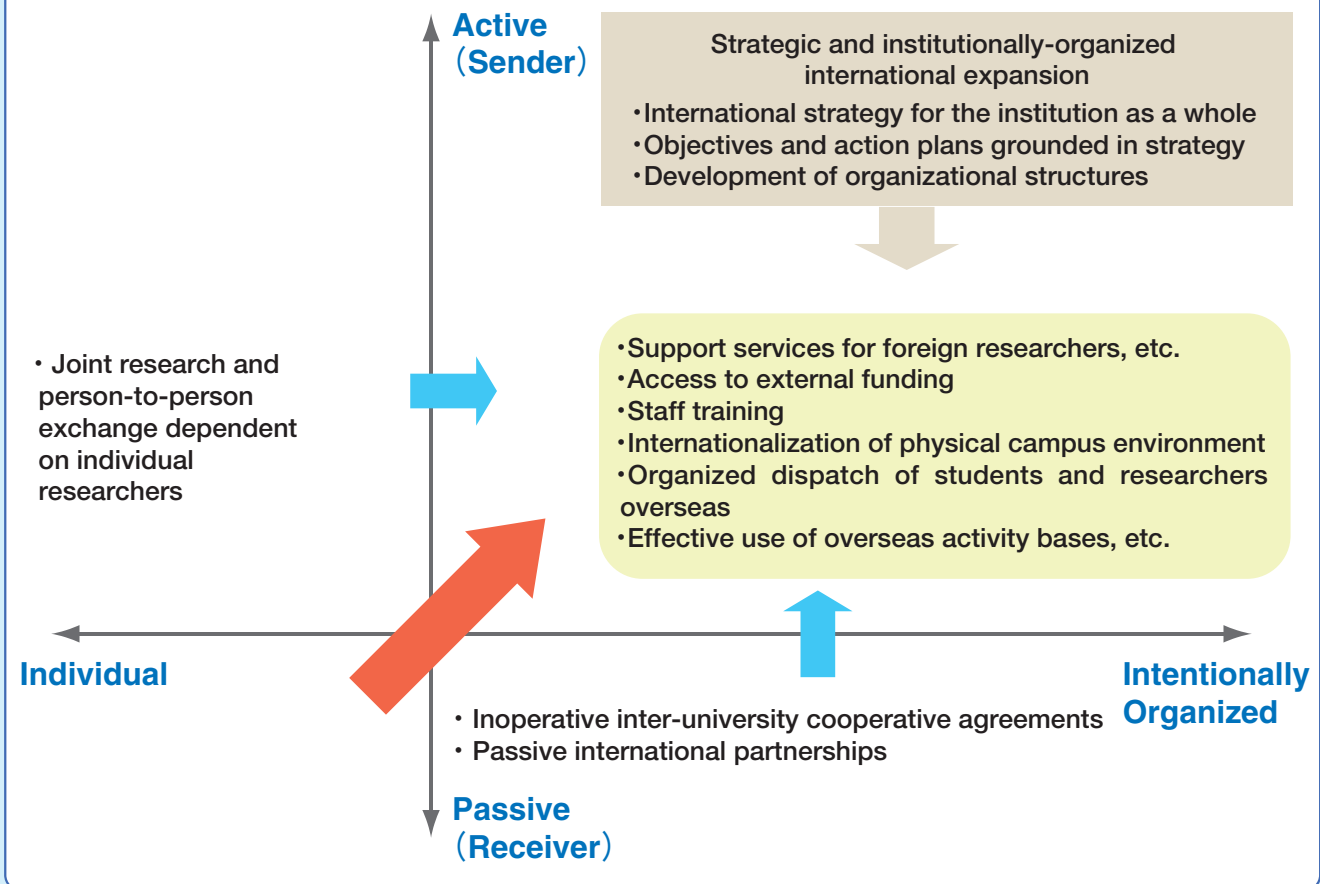 Active
（Sender）
Strategic and institutionally-organized
international expansion
・International strategy for the institution as a whole
・Objectives and action plans grounded in strategy
・Development of organizational structures
・Joint research and
person-to-person
exchange dependent
on individual
researchers
・Support services for foreign researchers, etc.
・Access to external funding
・Staff training
・Internationalization of physical campus environment
・Organized dispatch of students and researchers
overseas
・Effective use of overseas activity bases, etc.
Individual
Intentionally
Organized
・Inoperative inter-university cooperative agreements
・Passive international partnerships
Passive
（Receiver）